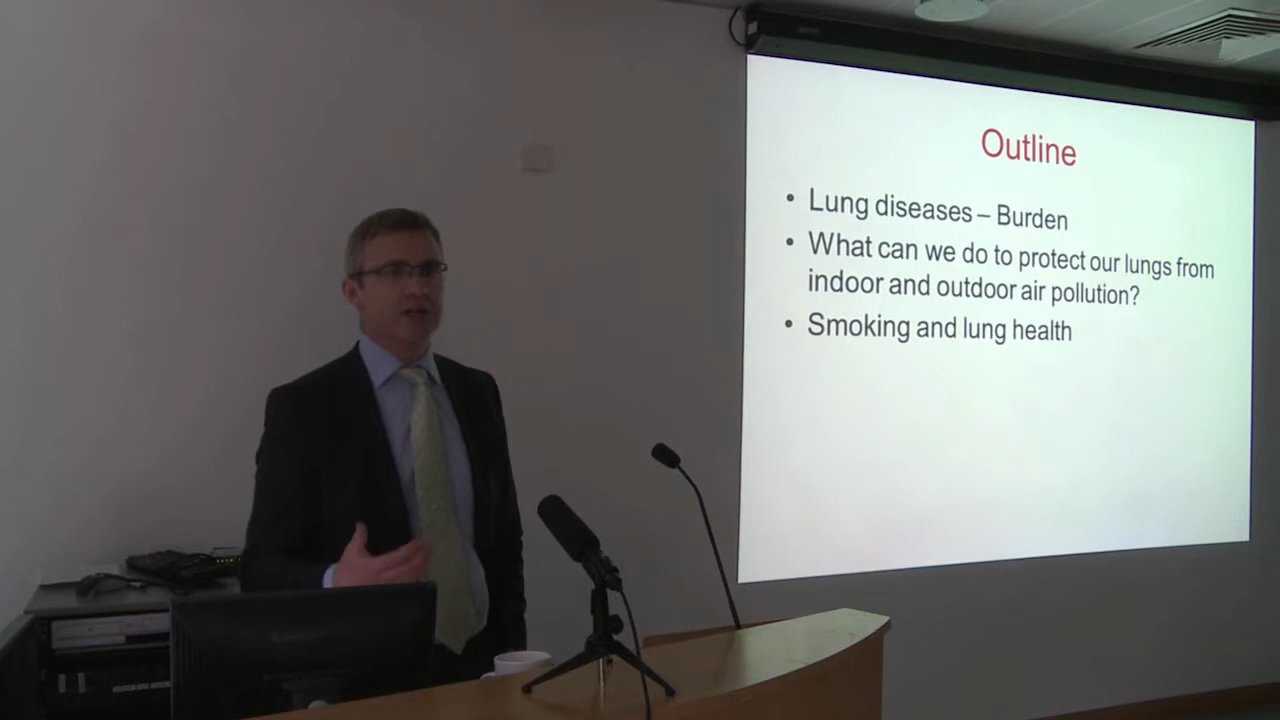 Outline
• Lung diseases – Burden
• What can we do to protect our lungs from
indoor and outdoor air pollution?
• Smoking and lung health